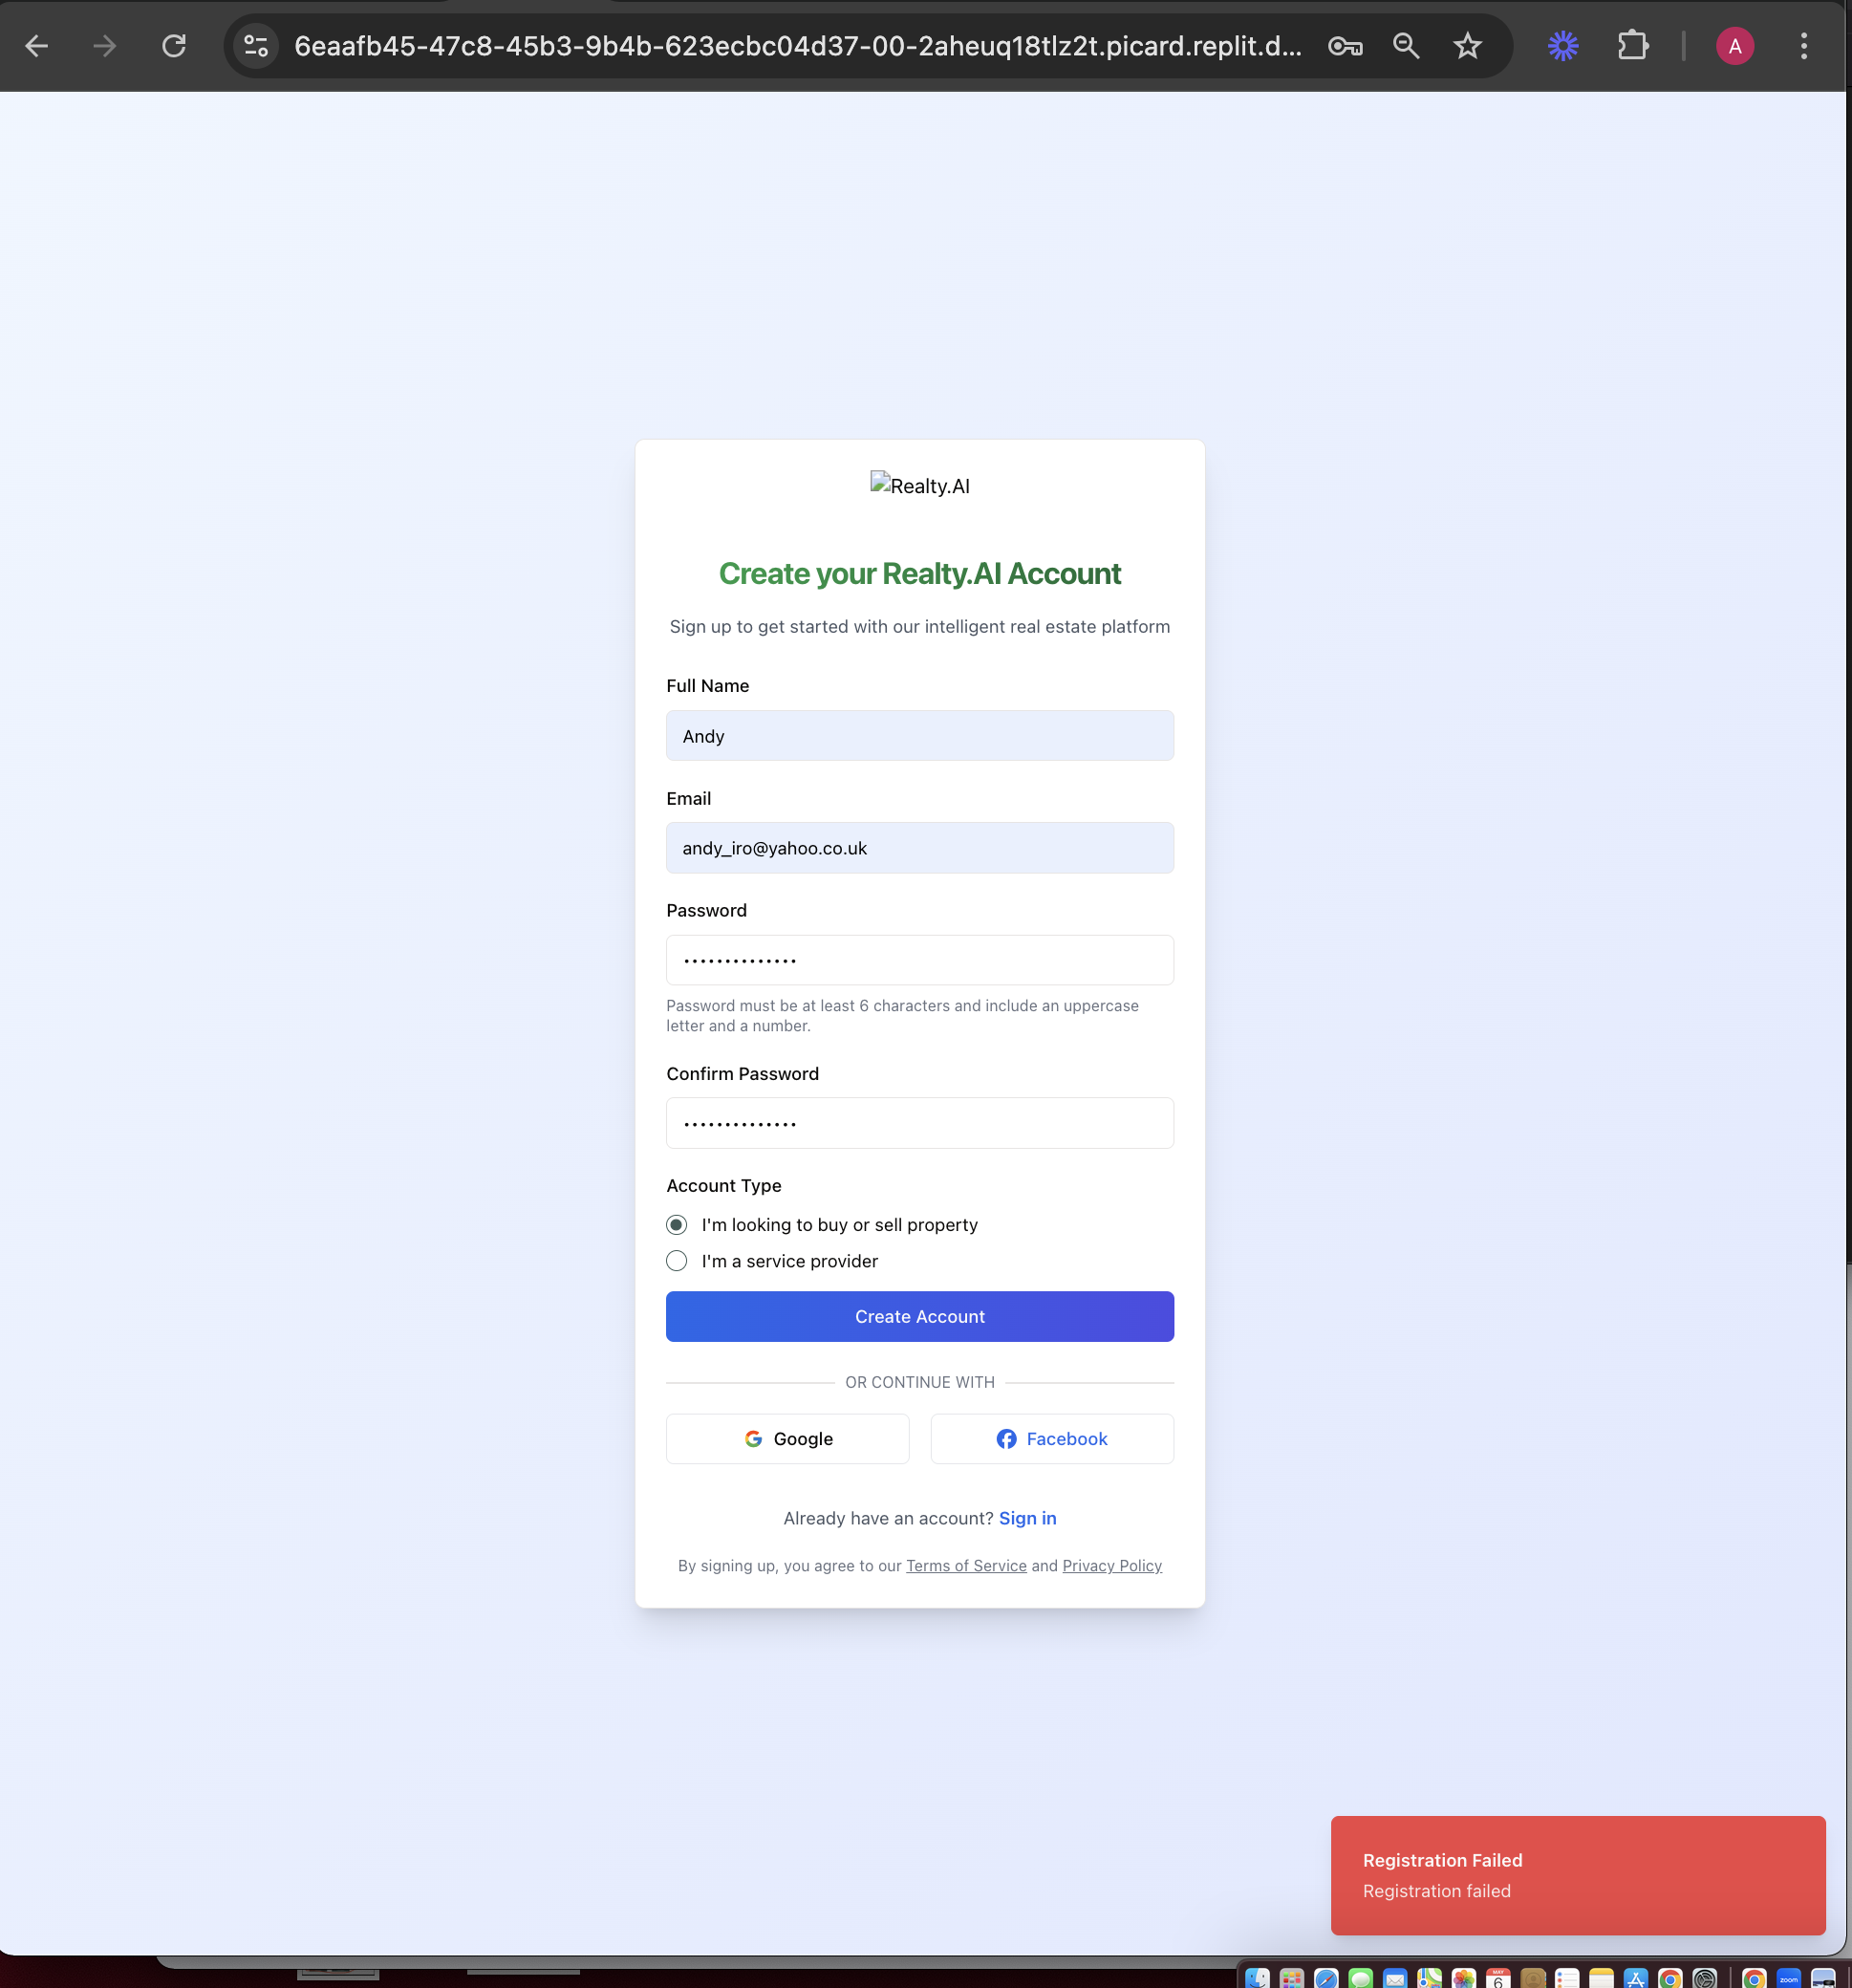 6eaafb45-47c8-45b3-9b4b-623ecbc04d37-00-2aheuq18tlz2t.picard.replit.d...
A
Realty.AI
Create your Realty.AI Account
Sign up to get started with our intelligent real estate platform
Full Name
Andy
Email
andy_iro@yahoo.co.uk
Password
Password must be at least 6 characters and include an uppercase
letter and a number.
Confirm Password
Account Type
I'm looking to buy or sell property
I'm a service provider
Create Account
OR CONTINUE WITH
Google
Facebook
Already have an account? Sign in
By signing up, you agree to our Terms of Service and Privacy Policy
Registration Failed
Registration failed
MAY
6
zoom